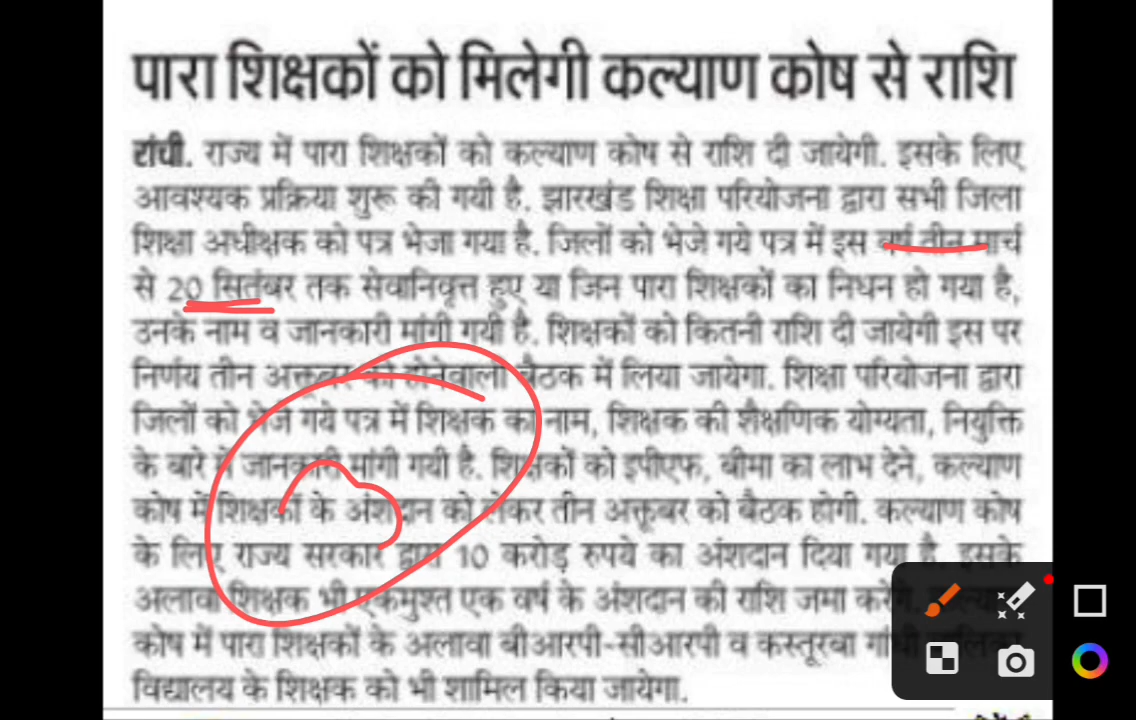 पारा शिक्षकों को मिलेगी कल्याण कोष से राशि
रांची. राज्य में पारा शिक्षकों को कल्याण कोष से राशि दी जायेगी. इसके लिए
आवश्यक प्रक्रिया शुरू की गयी है. झारखंड शिक्षा परियोजना द्वारा सभी जिला
शिक्षा अधीक्षक को पत्र भेजा गया है. जिलों को भेजे गये पत्र में इस वर्ष तीन मार्च
से 20 सितंबर तक सेवानिवृत्त हुए या जिन पारा शिक्षकों का निधन हो गया है,
उनके नाम व जानकारी मांगी गयी है. शिक्षकों को कितनी राशि दी जायेगी इस पर
निर्णय तीन अक्तूबर को होनेवाली बैठक में लिया जायेगा. शिक्षा परियोजना द्वारा
जिलों को भेजे गये पत्र में शिक्षक का नाम, शिक्षक की शैक्षणिक योग्यता, नियुक्ति
के बारे में जानकारी मांगी गयी है. शिक्षकों को इपीएफ, बीमा का लाभ देने, कल्याण
कोष में शिक्षकों के अंशदान को लेकर तीन अक्तूबर को बैठक होगी. कल्याण कोष
के लिए राज्य सरकार द्वारा 10 करोड़ रुपये का अंशदान दिया गया है. इसके
अलावा शिक्षक भी एकमुश्त एक वर्ष के अंशदान की राशि जमा करेंगे.
कोष में पारा शिक्षकों के अलावा बीआरपी-सीआरपी व कस्तूरबा गांधी बालिका
विद्यालय के शिक्षक को भी शामिल किया जायेगा.